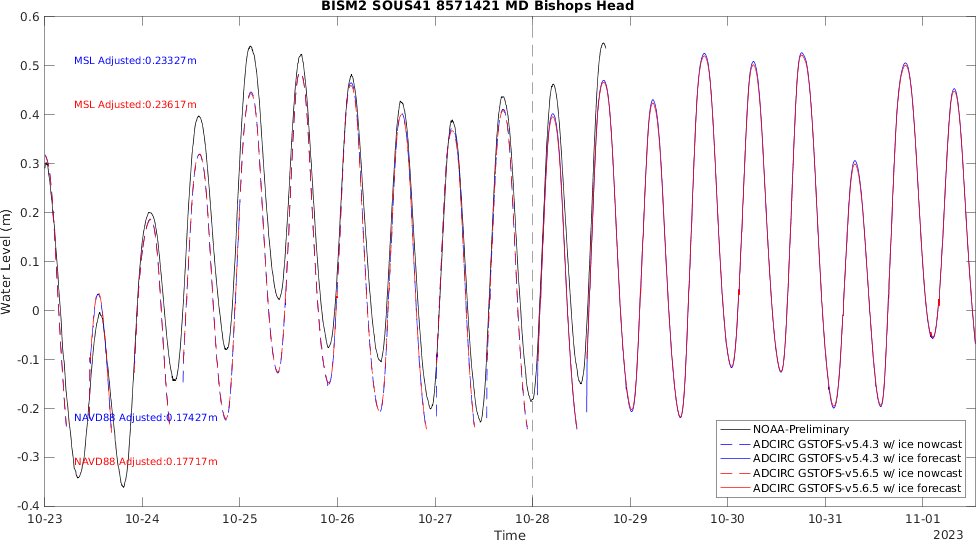 BISM2 SOUS41 8571421 MD Bishops Head
Water Level (m)
0.6
0.5
0.4
0.3
0.2
0.1
0
-0.1
-0.2
-0.3
-0.4
MSL Adjusted:0.23327m
MSL Adjusted:0.23617m
NAVD88 Adjusted:0.17427m
NAVD88 Adjusted:0.17717m
NOAA-Preliminary
ADCIRC GSTOFS-v5.4.3 w/ ice nowcast
ADCIRC GSTOFS-v5.4.3 w/ ice forecast
ADCIRC GSTOFS-v5.6.5 w/ ice nowcast
ADCIRC GSTOFS-v5.6.5 w/ ice forecast
10-23 10-24 10-25 10-26 10-27 10-28 10-29 10-30 10-31 11-01
Time
2023